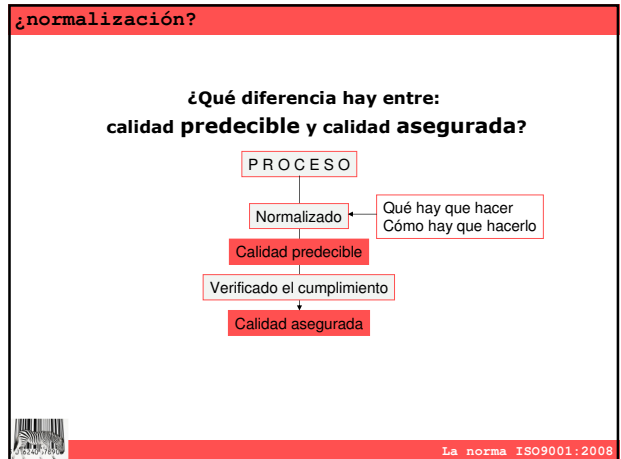 ¿normalización?
¿Qué diferencia hay entre:
calidad predecible y calidad asegurada?
P R O C E S O
Normalizado
Qué hay que hacer
Cómo hay que hacerlo
Calidad predecible
Verificado el cumplimiento
Calidad asegurada
La norma ISO9001:2008